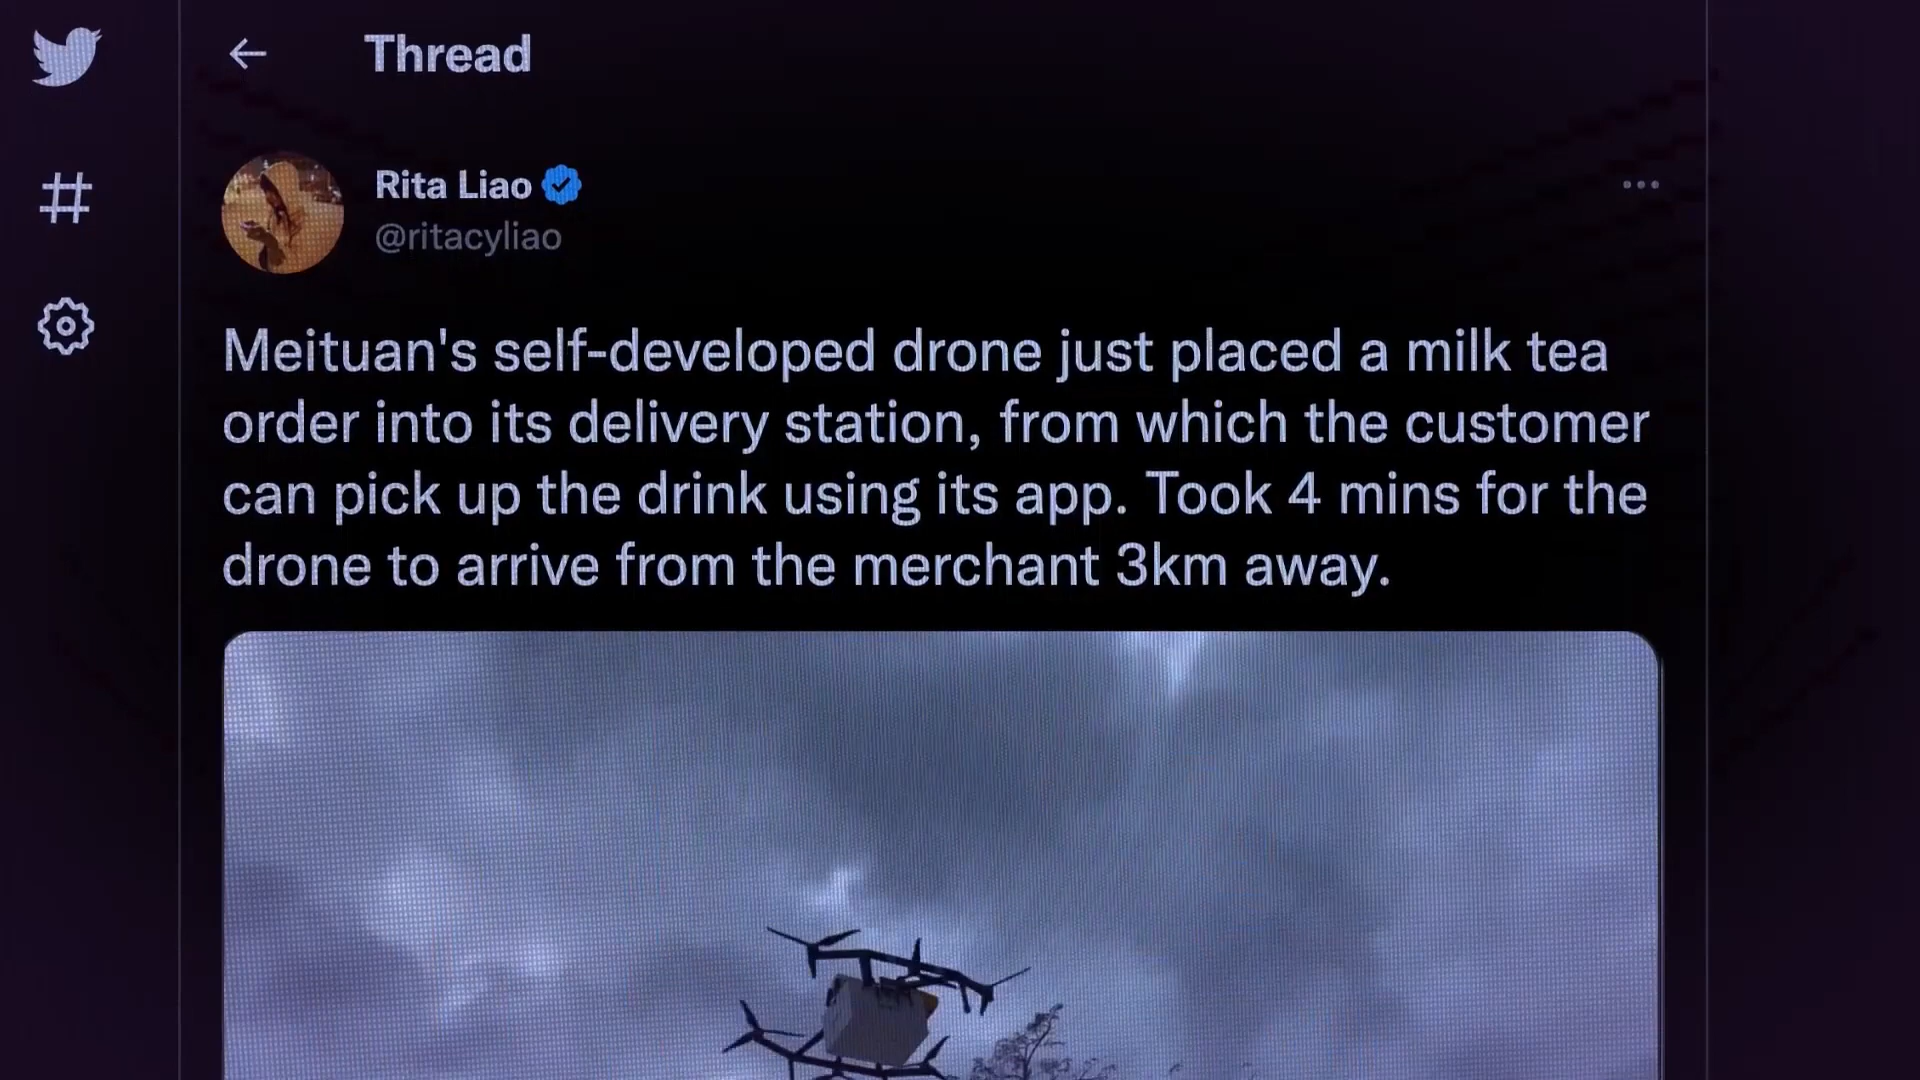 Thread
Rita Liao
@ritacyliao
Meituan's self-developed drone just placed a milk tea
order into its delivery station, from which the customer
can pick up the drink using its app. Took 4 mins for the
drone to arrive from the merchant 3km away.